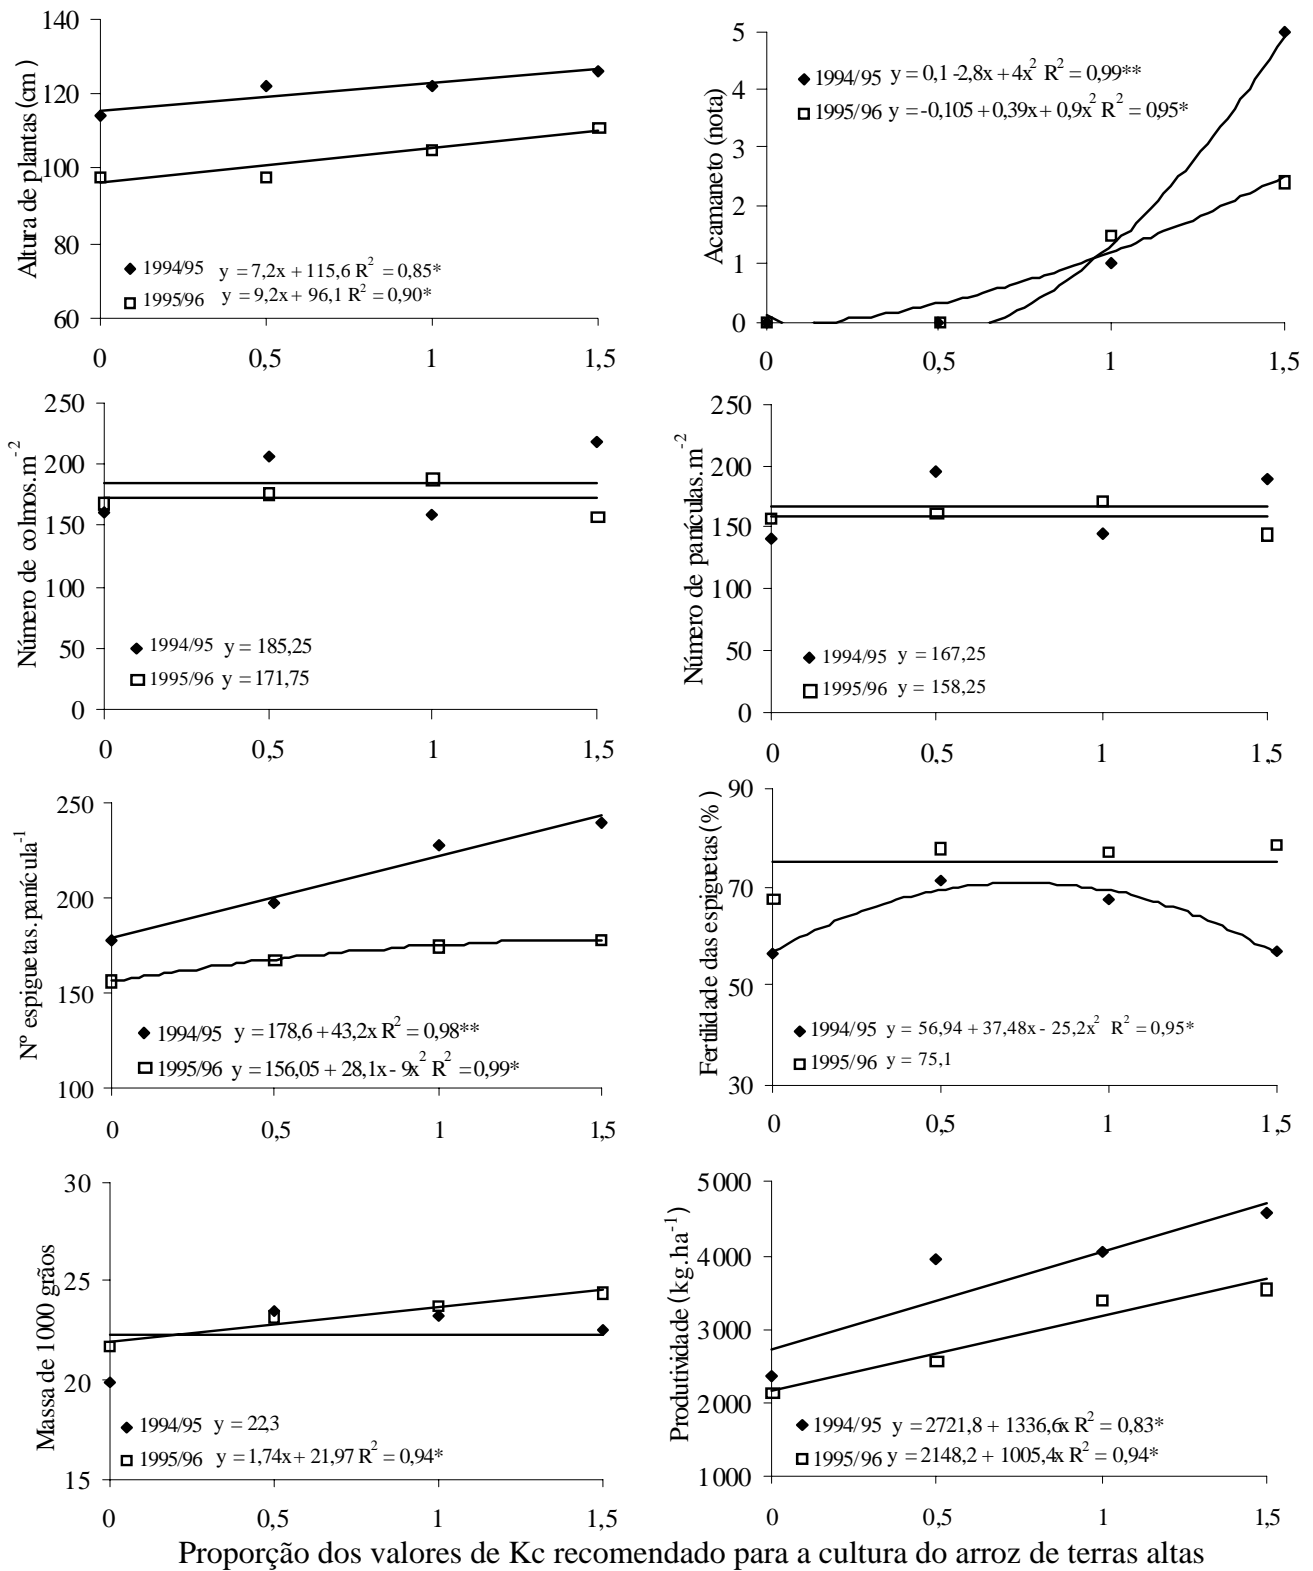 Altura de plantas (cm)
140
120
100
80
60
1994/95 y = 7,2x + 115,6 R² = 0,85*
1995/96 y = 9,2x + 96,1 R² = 0,90*
0 0,5 1 1,5
Acamaneto (nota)
5
4
3
2
1
0
1994/95 y = 0,1 -2,8x + 4x² R² = 0,99**
1995/96 y = -0,105 + 0,39x + 0,9x² R² = 0,95*
0 0,5 1 1,5
Número de colmos.m⁻²
250
200
150
100
50
0
1994/95 y = 185,25
1995/96 y = 171,75
0 0,5 1 1,5
Número de panículas.m⁻²
250
200
150
100
50
0
1994/95 y = 167,25
1995/96 y = 158,25
0 0,5 1 1,5
Nº espiguetas.panícula⁻¹
250
200
150
100
1994/95 y = 178,6 + 43,2x R² = 0,98**
1995/96 y = 156,05 + 28,1x - 9x² R² = 0,99*
0 0,5 1 1,5
Fertilidade das espiguetas (%)
90
70
50
30
1994/95 y = 56,94 + 37,48x - 25,2x² R² = 0,95*
1995/96 y = 75,1
0 0,5 1 1,5
Massa de 1000 grãos
30
25
20
15
1994/95 y = 22,3
1995/96 y = 1,74x + 21,97 R² = 0,94*
0 0,5 1 1,5
Produtividade (kg.ha⁻¹)
5000
4000
3000
2000
1000
1994/95 y = 2721,8 + 1336,6x R² = 0,83*
1995/96 y = 2148,2 + 1005,4x R² = 0,94*
0 0,5 1 1,5
Proporção dos valores de Kc recomendado para a cultura do arroz de terras altas